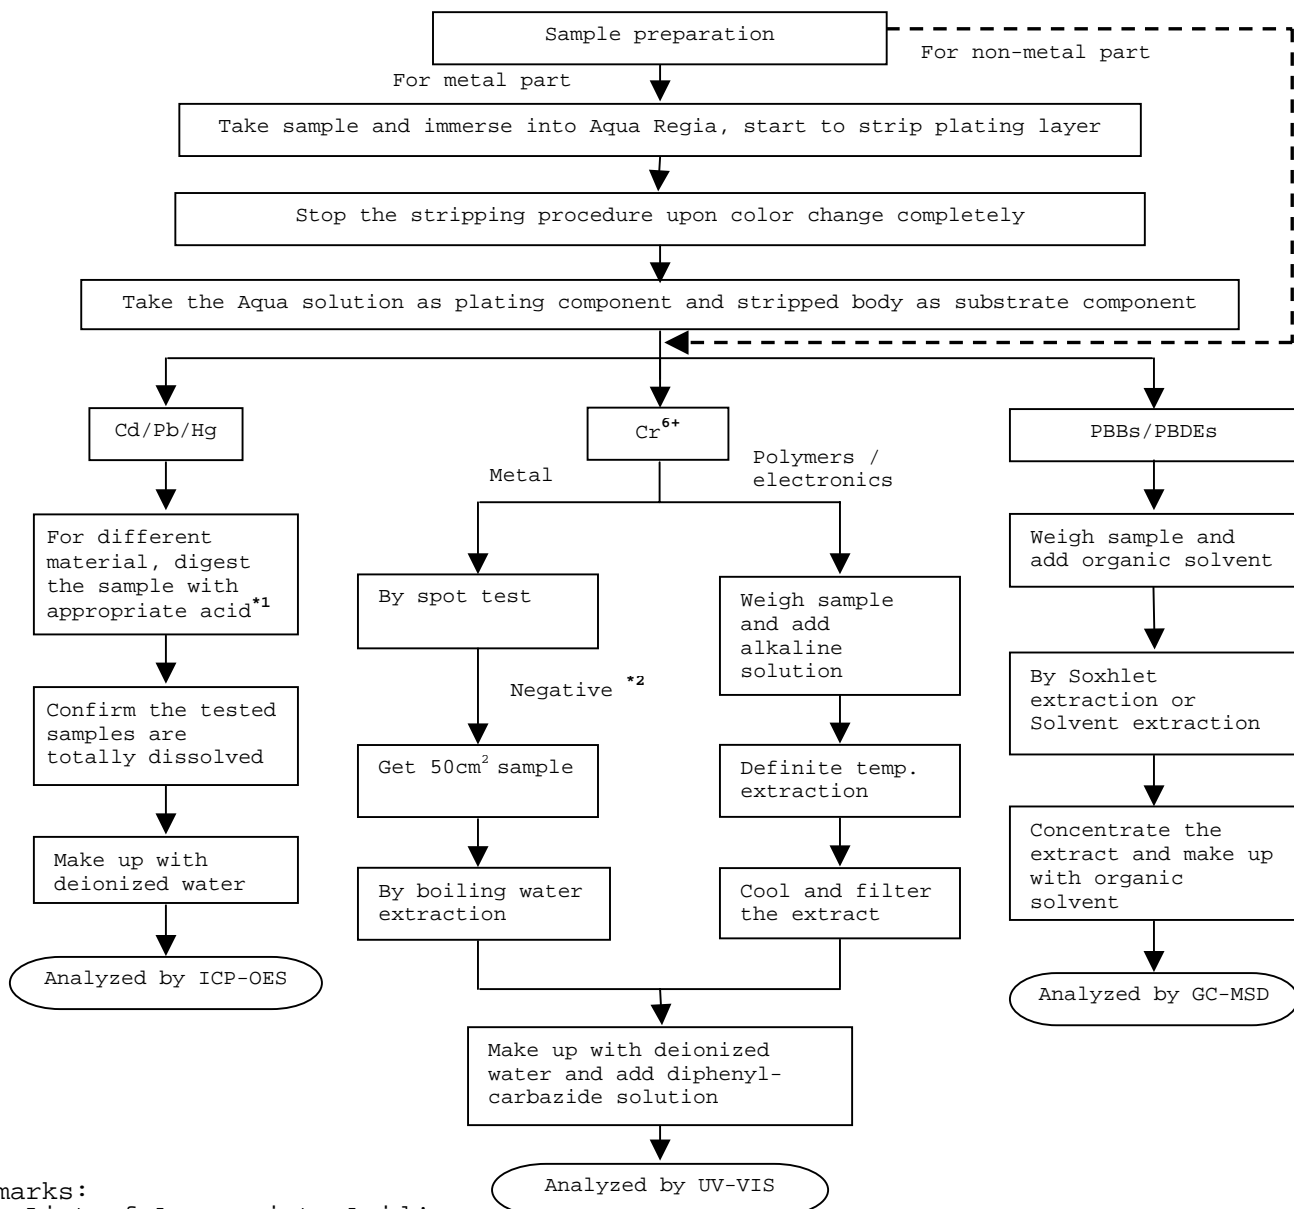 Sample preparation
For non-metal part
For metal part
Take sample and immerse into Aqua Regia, start to strip plating layer
Stop the stripping procedure upon color change completely
Take the Aqua solution as plating component and stripped body as substrate component
Cd/Pb/Hg
For different
material, digest
the sample with
appropriate acid*1
Confirm the tested
samples are
totally dissolved
Make up with
deionized water
Analyzed by ICP-OES
Cr6+
Metal
By spot test
Negative *2
Get 50cm2 sample
By boiling water
extraction
Polymers /
electronics
Weigh sample
and add
alkaline
solution
Definite temp.
extraction
Cool and filter
the extract
Make up with deionized
water and add diphenyl-
carbazide solution
Analyzed by UV-VIS
PBBs/PBDEs
Weigh sample and
add organic solvent
By Soxhlet
extraction or
Solvent extraction
Concentrate the
extract and make up
with organic
solvent
Analyzed by GC-MSD
marks: